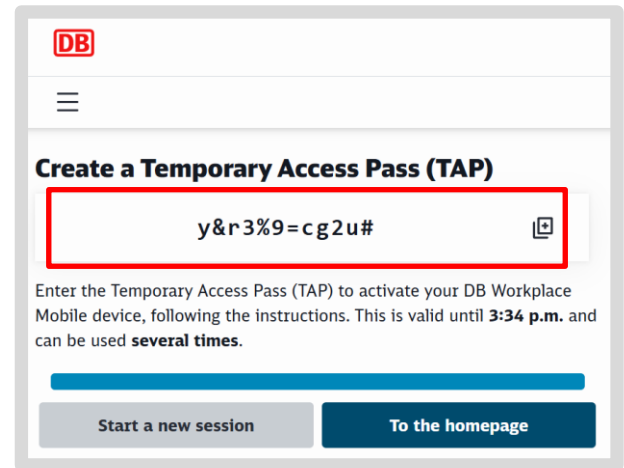 DB
Create a Temporary Access Pass (TAP)
y&r3%9=cg2u#
Enter the Temporary Access Pass (TAP) to activate your DB Workplace
Mobile device, following the instructions. This is valid until 3:34 p.m. and
can be used several times.
Start a new session
To the homepage